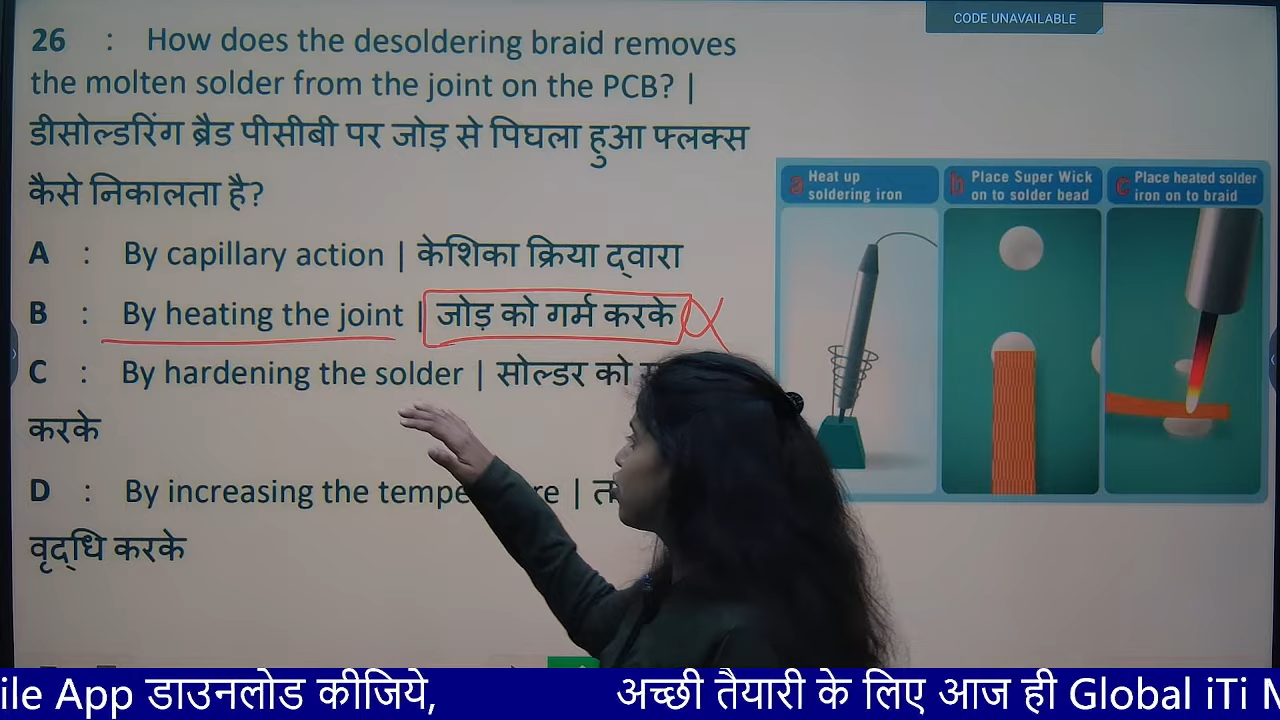 CODE UNAVAILABLE
26 : How does the desoldering braid removes
the molten solder from the joint on the PCB? |
डीसोल्डरिंग ब्रैड पीसीबी पर जोड़ से पिघला हुआ फ्लक्स
कैसे निकालता है?
A : By capillary action | केशिका क्रिया द्वारा
B : By heating the joint | जोड़ को गर्म करके
C : By hardening the solder | सोल्डर को
करके
D : By increasing the |
वृद्धि करके
a Heat up
soldering iron
b Place Super Wick
on to solder bead
c Place heated solder
iron on to braid
App डाउनलोड कीजिये, अच्छी तैयारी के लिए आज ही Global iTi